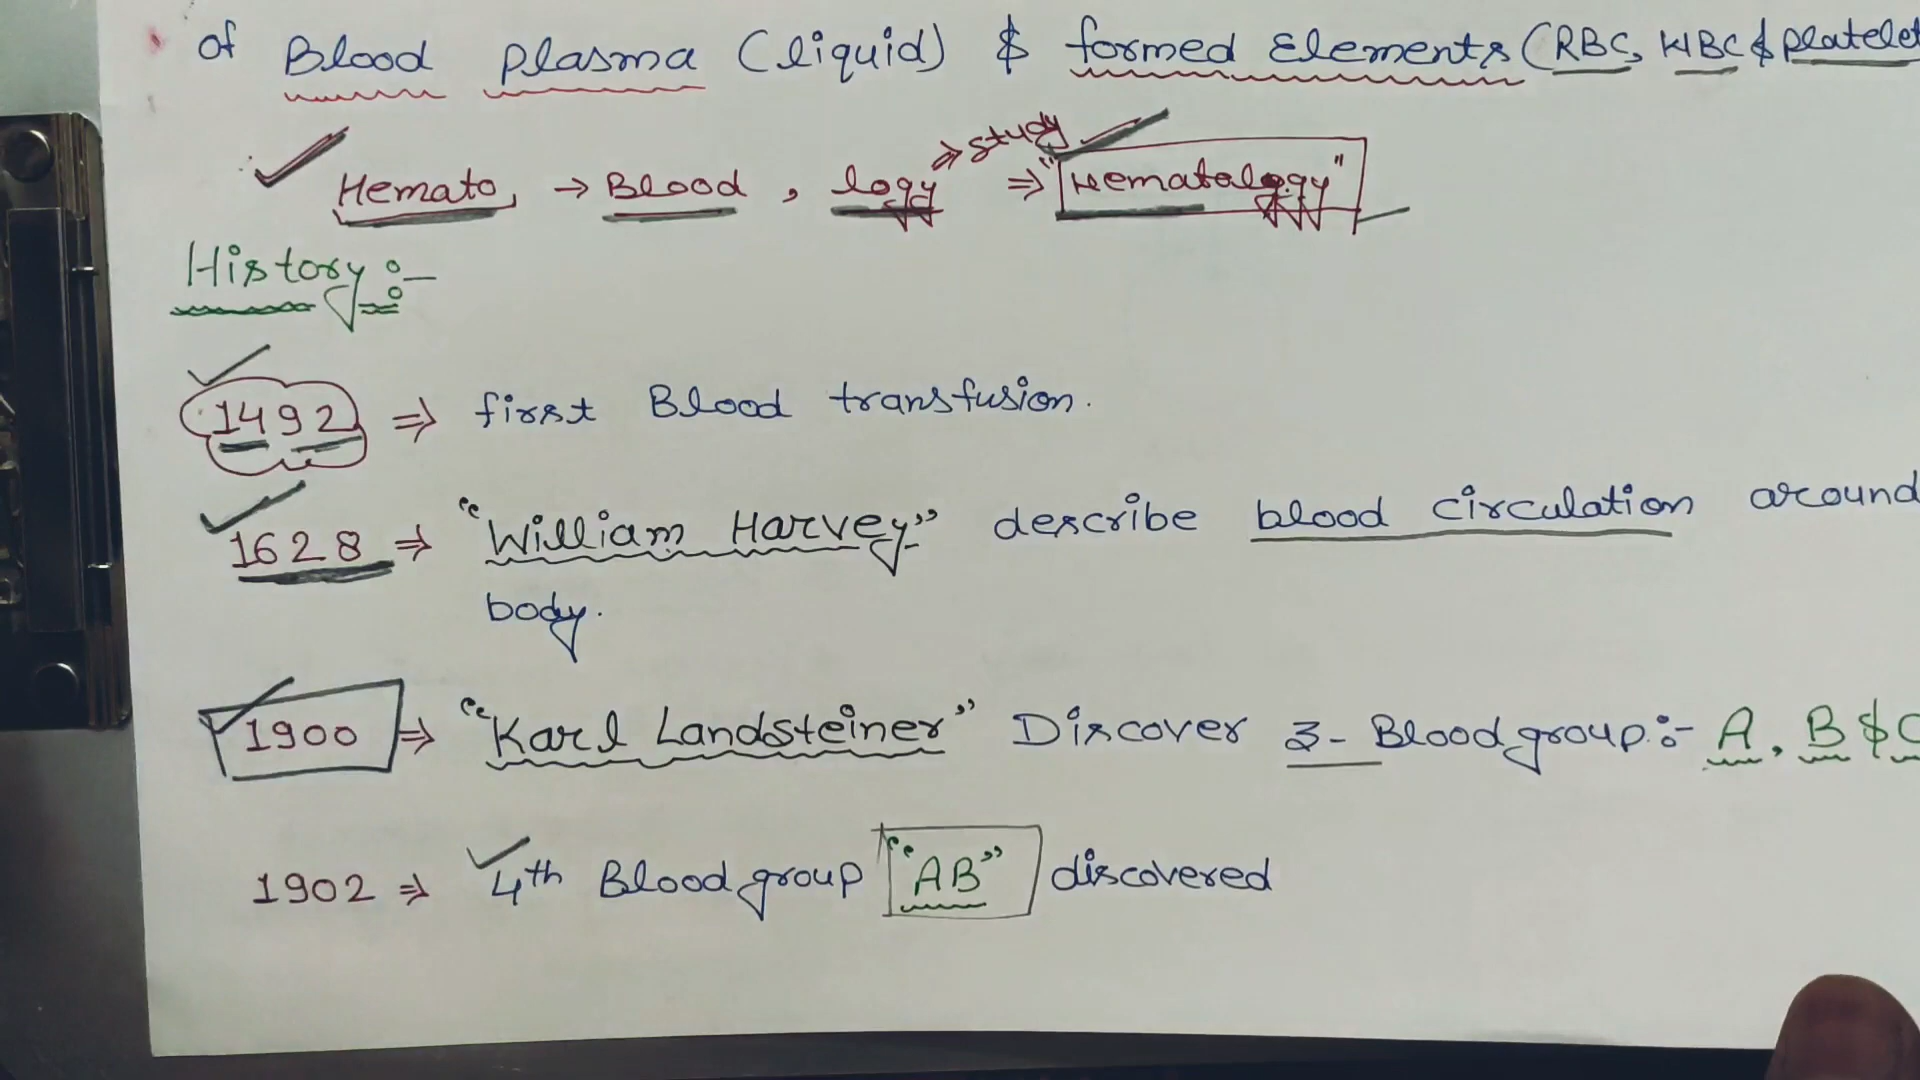 of Blood plasma (liquid) & formed Elements (RBC, WBC & platelet
Hemato, → Blood, logy ⇒ study ⇒ "Hematology"
History:-
1492 ⇒ first Blood transfusion.
1628 ⇒ "William Harvey" describe blood circulation around
body.
1900 ⇒ "Karl Landsteiner" Discover 3- Blood group:- A, B &
1902 ⇒ 4th Blood group "AB" discovered